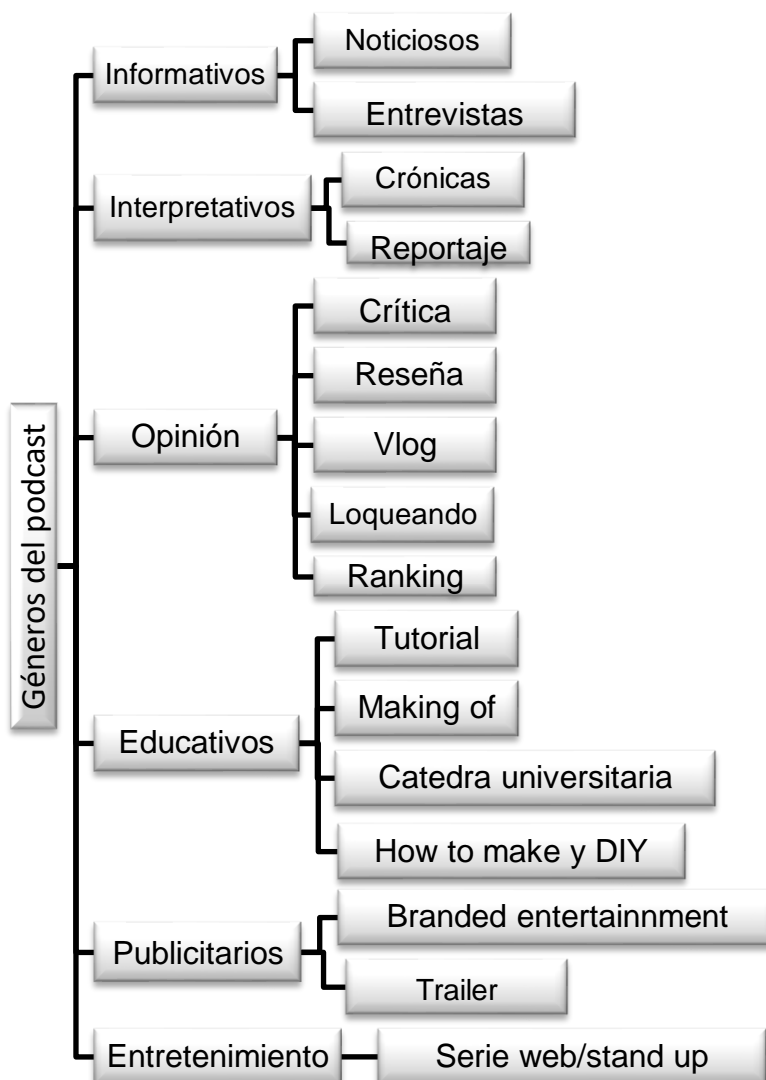 Géneros del podcast
Informativos
Noticiosos
Entrevistas
Interpretativos
Crónicas
Reportaje
Opinión
Crítica
Reseña
Vlog
Loqueando
Ranking
Educativos
Tutorial
Making of
Catedra universitaria
How to make y DIY
Publicitarios
Branded entertainnment
Trailer
Entretenimiento
Serie web/stand up